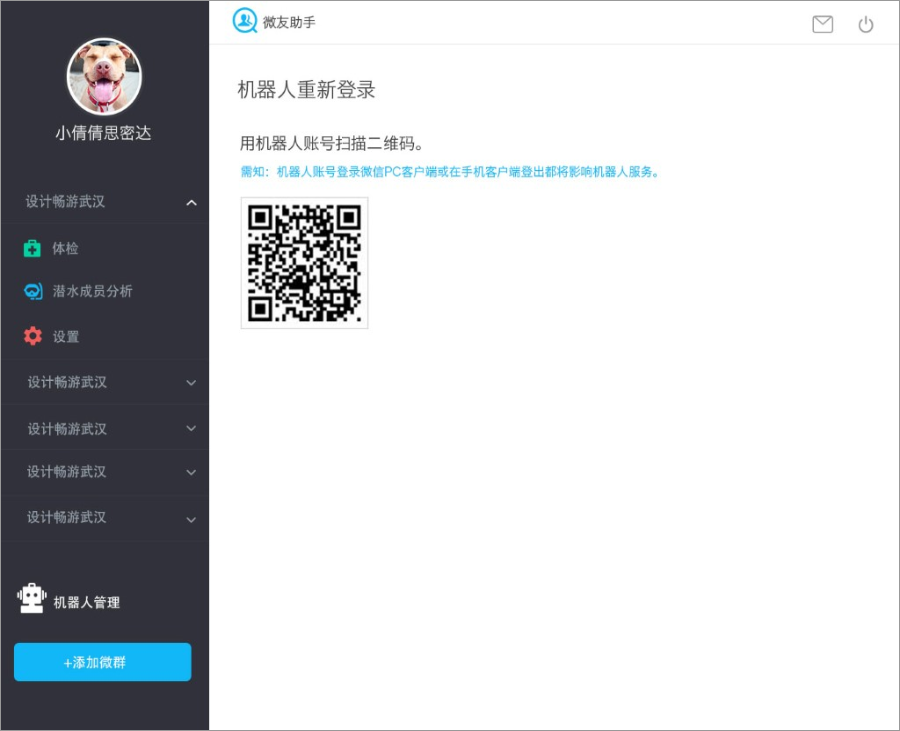 微友助手
小倩倩思密达
设计畅游武汉
体检
潜水成员分析
设置
设计畅游武汉
设计畅游武汉
设计畅游武汉
设计畅游武汉
机器人管理
+添加微群
机器人重新登录
用机器人账号扫描二维码。
需知：机器人账号登录微信PC客户端或在手机客户端登出都将影响机器人服务。